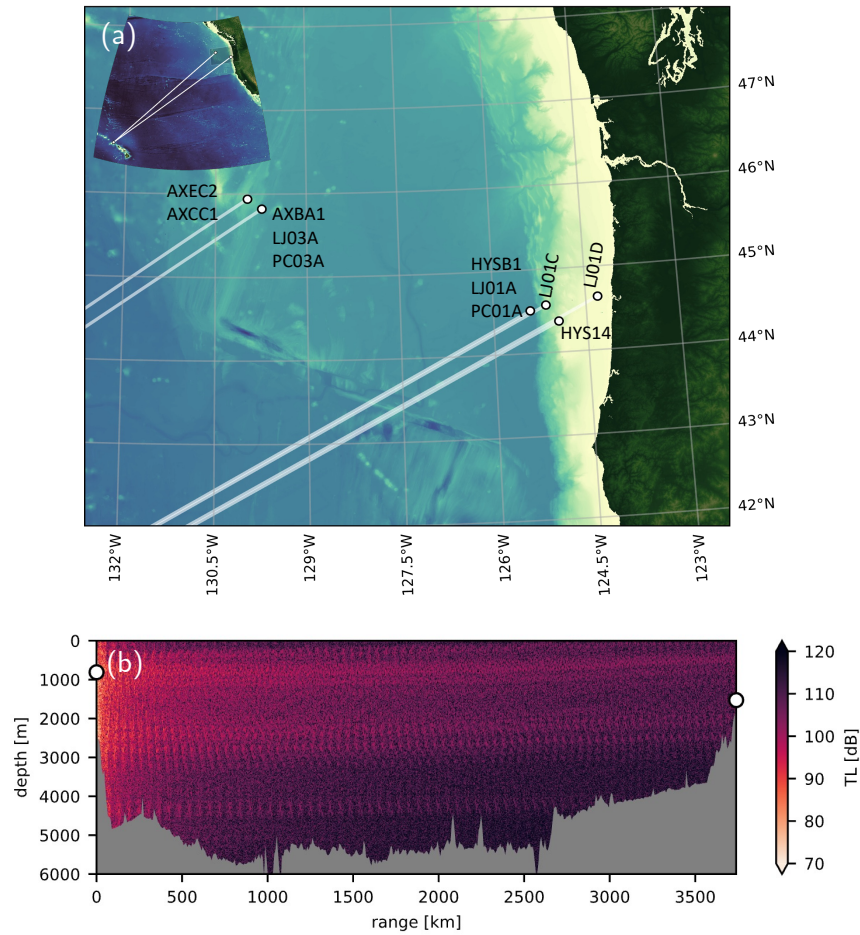 (a)
47°N
46°N
45°N
44°N
43°N
42°N
AXEC2
AXCC1
AXBA1
LJ03A
PC03A
HYSB1
LJ01A
PC01A
LJ01C
LJ01D
HYS14
132°W
130.5°W
129°W
127.5°W
126°W
124.5°W
123°W
(b)
0
1000
2000
3000
4000
5000
6000
depth [m]
0
500
1000
1500
2000
2500
3000
3500
range [km]
120
110
100
90
80
70
TL [dB]